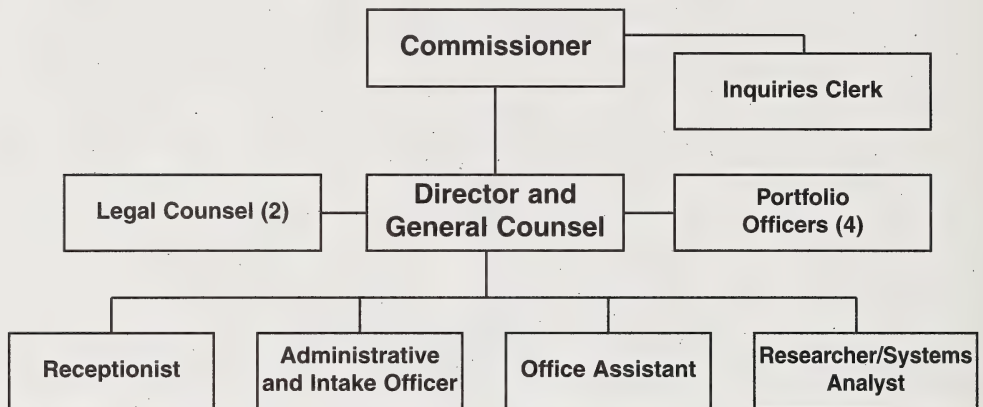 Commissioner
Inquiries Clerk
Legal Counsel (2)
Director and
General Counsel
Portfolio
Officers (4)
Receptionist
Administrative
and Intake Officer
Office Assistant
Researcher/Systems
Analyst